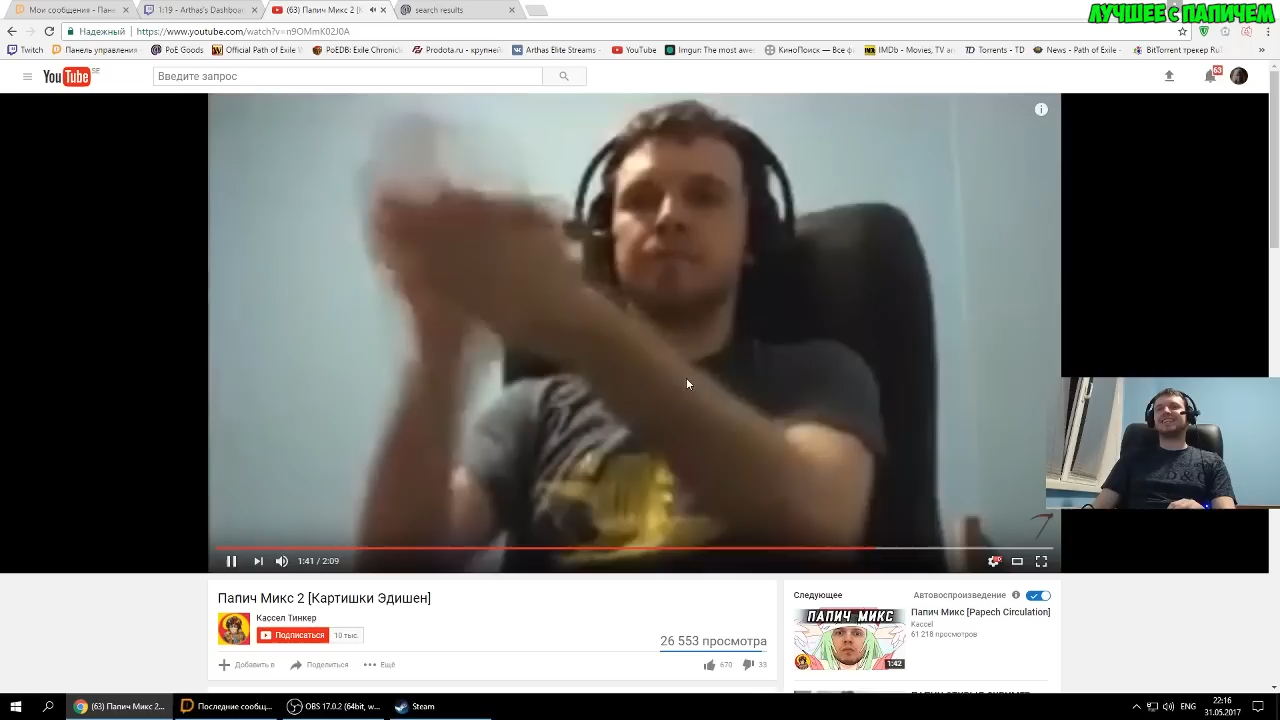 Мои сообщения - Пан
1:19 - Arthas's Dashboa
(63) Папич Микс 2 [К
search results
ЛУЧШЕЕ С ПАПИЧЕМ
Надежный
https://www.youtube.com/watch?v=n9OMmK02J0A
Twitch
Панель управления
PoE Goods
Official Path of Exile W
PoEDB: Exile Chronic
Prodota.ru - крупней
Arthas Elite Streams -
YouTube
Imgur: The most awe
КиноПоиск — Все ф
IMDb - Movies, TV ar
Torrents - TD
News - Path of Exile -
BitTorrent трекер Ru
YouTube SE
Введите запрос
63
1:41 / 2:09
Папич Микс 2 [Картишки Эдишен]
Кассел Тинкер
Подписаться
10 тыс.
26 553 просмотра
Добавить в
Поделиться
Ещё
670
33
Следующее
Автовоспроизведение
ПАПИЧ МИКС
1:42
Папич Микс [Papech Circulation]
Kaccel
61 218 просмотров
(63) Папич Микс 2...
Последние сообщ...
OBS 17.0.2 (64bit, w...
Steam
22:16
31.05.2017